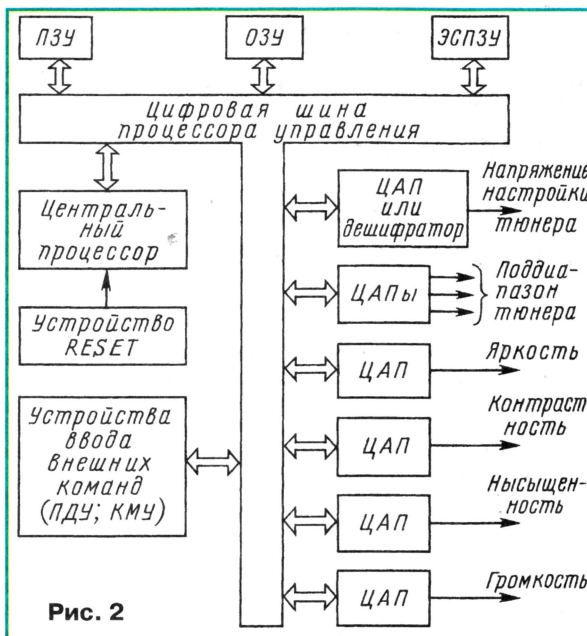 ПЗУ
ОЗУ
ЭСПЗУ
Цифровая шина
процессора управления
Централь-
ный
процессор
Устройство
RESET
Устройства
ввода
внешних
команд
(ПДУ; КМУ)
ЦАП
или
дешифратор
Напряжение
настройки
тюнера
ЦАПы
Поддиа-
пазон
тюнера
ЦАП
Яркость
ЦАП
Контраст
ность
ЦАП
Нысыщен-
ность
ЦАП
Громкость
Рис. 2